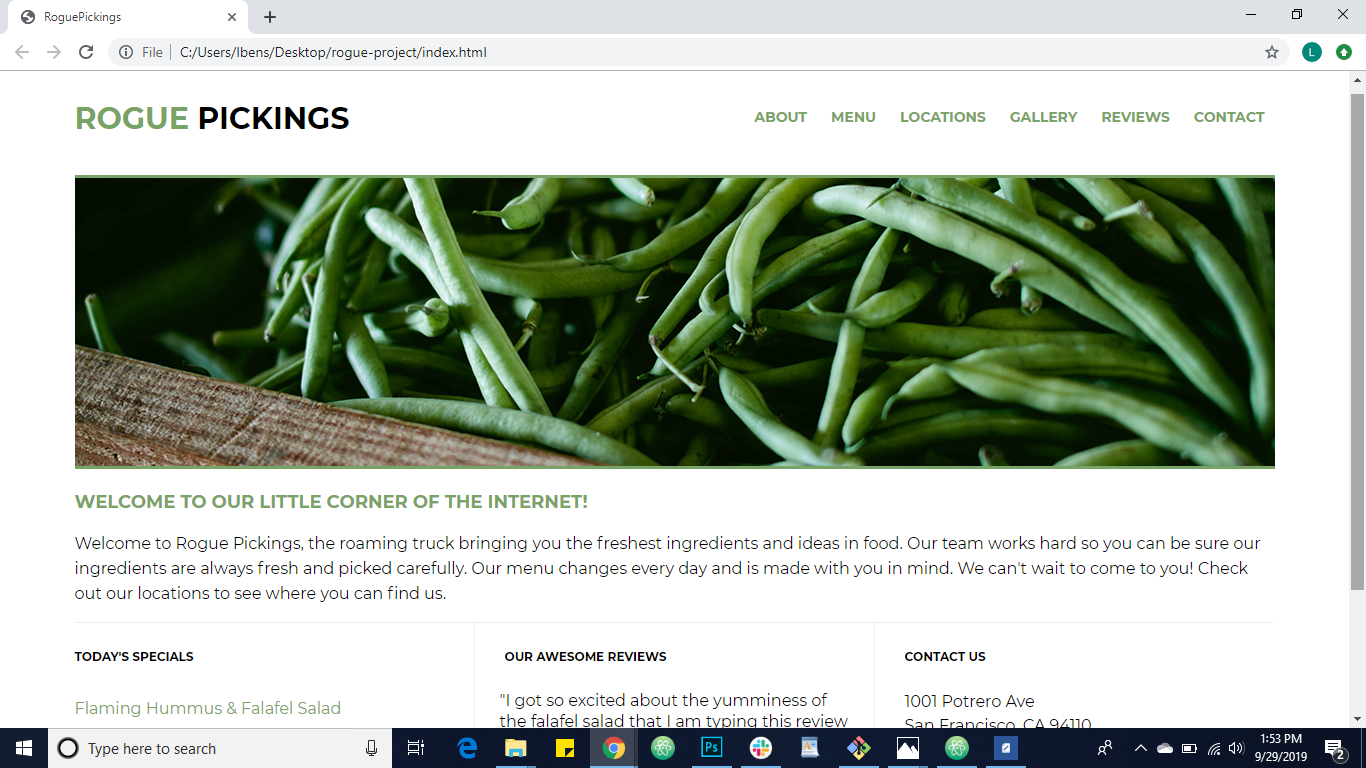 RoguePickings
File
C:/Users/lbens/Desktop/rogue-project/index.html
L
ROGUE PICKINGS
ABOUT MENU LOCATIONS GALLERY REVIEWS CONTACT
WELCOME TO OUR LITTLE CORNER OF THE INTERNET!
Welcome to Rogue Pickings, the roaming truck bringing you the freshest ingredients and ideas in food. Our team works hard so you can be sure our
ingredients are always fresh and picked carefully. Our menu changes every day and is made with you in mind. We can't wait to come to you! Check
out our locations to see where you can find us.
TODAY'S SPECIALS
Flaming Hummus & Falafel Salad
OUR AWESOME REVIEWS
"I got so excited about the yumminess of
the falafel salad that I am typing this review
CONTACT US
1001 Potrero Ave
San Francisco, CA 94110
Type here to search
Ps
1:53 PM
9/29/2019
2